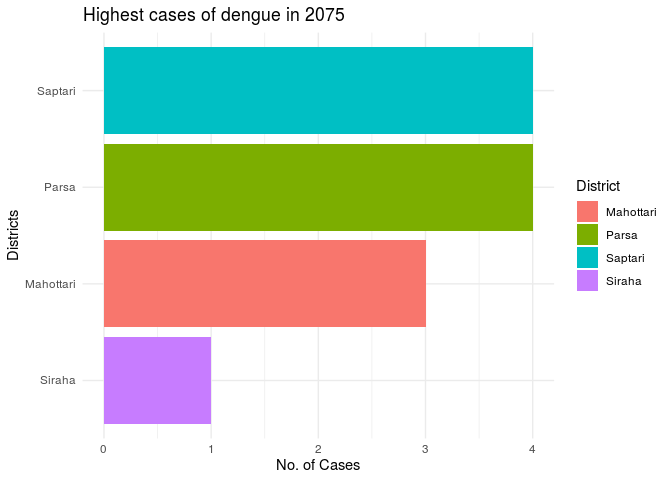 Highest cases of dengue in 2075
Districts
Saptari
Parsa
Mahottari
Siraha
0 1 2 3 4
No. of Cases
District
Mahottari
Parsa
Saptari
Siraha